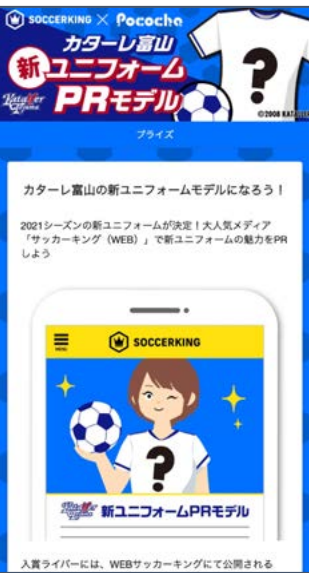 SOCCERKING × Pococha
カターレ富山
新ユニフォーム
Kataller Toyama
PRモデル
?
©2008 KATALLER
プライズ
カターレ富山の新ユニフォームモデルになろう！
2021シーズンの新ユニフォームが決定！大人気メディア
「サッカーキング（WEB）」で新ユニフォームの魅力をPR
しよう
MENU
SOCCERKING
?
新ユニフォームPRモデル
入賞ライバーには、WEBサッカーキングにて公開される